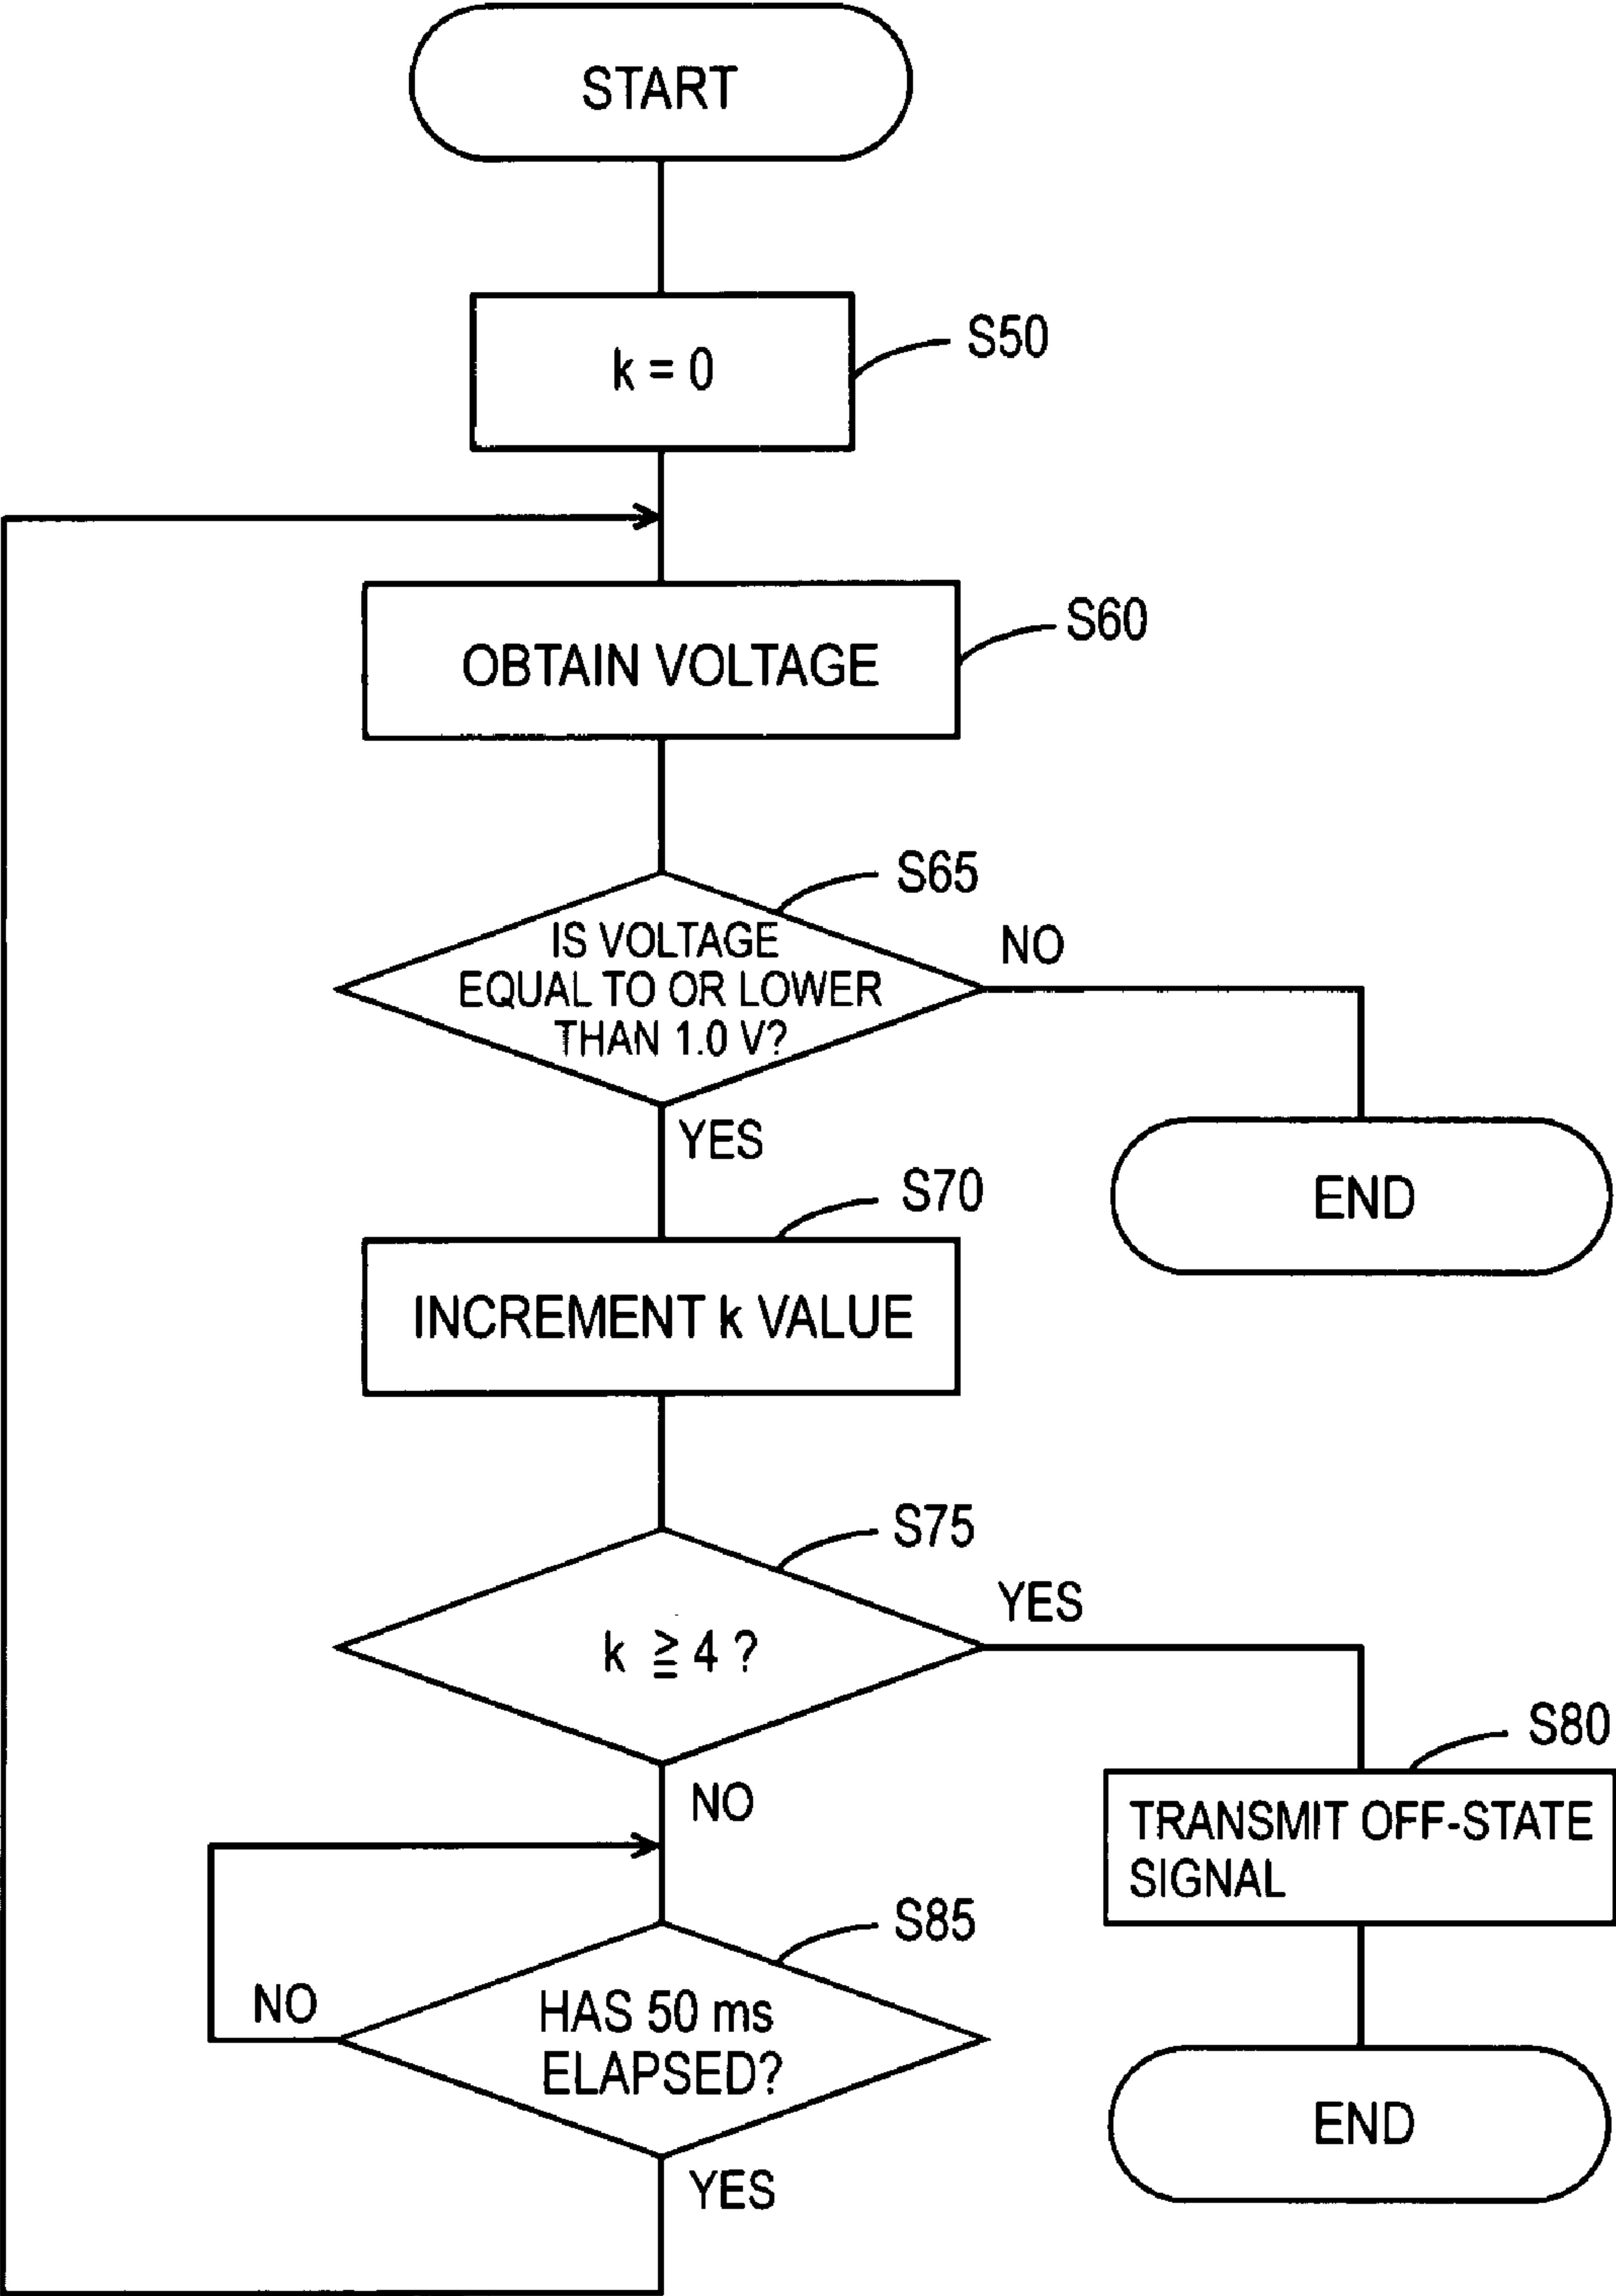 START
k = 0
S50
OBTAIN VOLTAGE
S60
S65
IS VOLTAGE
EQUAL TO OR LOWER
THAN 1.0 V?
NO
YES
END
S70
INCREMENT k VALUE
S75
k ≧ 4 ?
YES
NO
S80
TRANSMIT OFF-STATE
SIGNAL
S85
HAS 50 ms
ELAPSED?
NO
YES
END